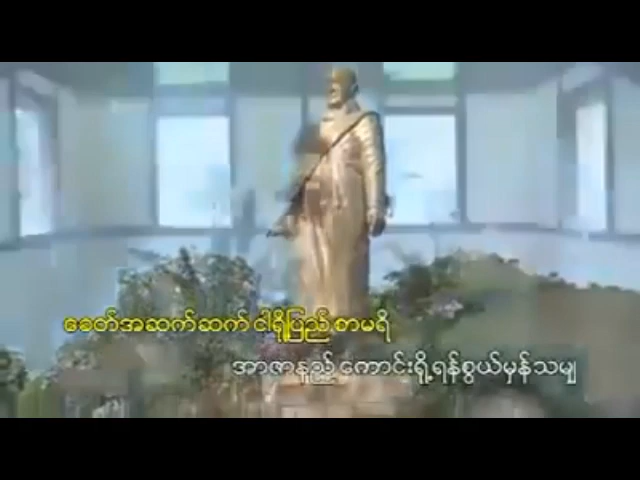 ခေတ်အဆက်ဆက် ငါရို့ပြည်စာမရိ
အာဇာနည် ကောင်းရို့ရန်စွယ်မှန်သမျှ